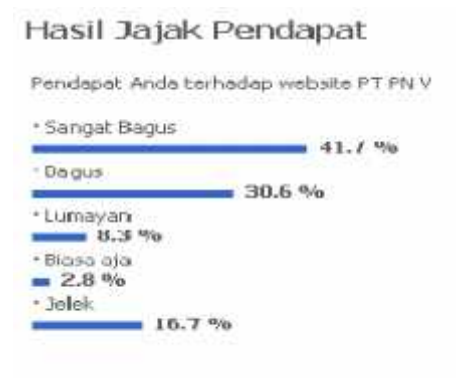 Hasil Jajak Pendapat
Pendapat Anda terhadap website PT PN V
• Sangat Bagus
41.7 %
• Bagus
30.6 %
• Lumayan
8.3 %
• Biasa aja
2.8 %
• Jelek
16.7 %